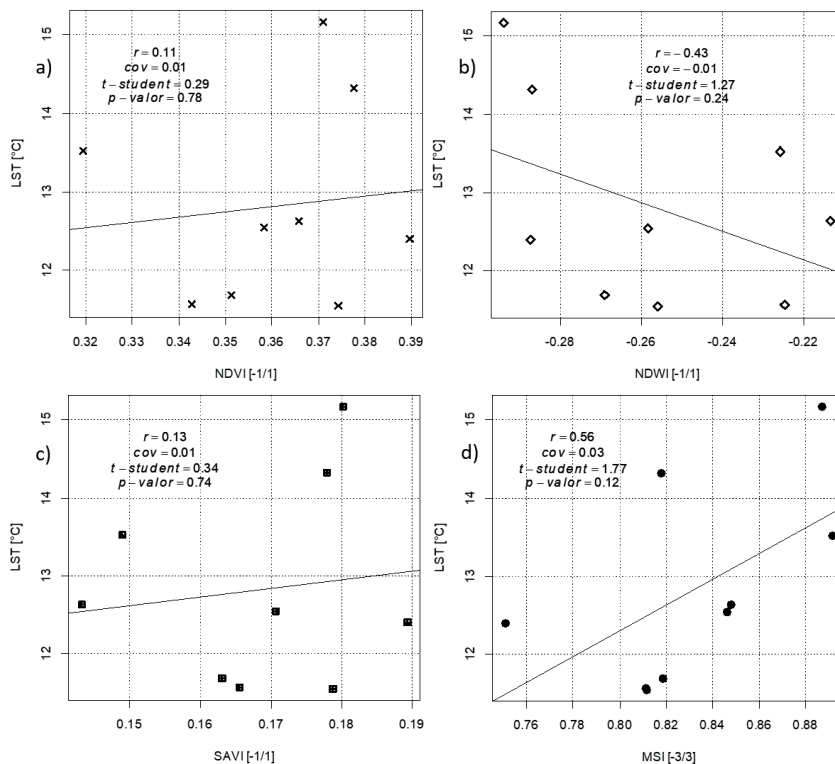 a)
r = 0.11
cov = 0.01
t – student = 0.29
p – valor = 0.78
LST [°C]
15
14
13
12
0.32 0.33 0.34 0.35 0.36 0.37 0.38 0.39
NDVI [-1/1]
b)
r = – 0.43
cov = – 0.01
t – student = 1.27
p – valor = 0.24
LST [°C]
15
14
13
12
-0.28 -0.26 -0.24 -0.22
NDWI [-1/1]
c)
r = 0.13
cov = 0.01
t – student = 0.34
p – valor = 0.74
LST [°C]
15
14
13
12
0.15 0.16 0.17 0.18 0.19
SAVI [-1/1]
d)
r = 0.56
cov = 0.03
t – student = 1.77
p – valor = 0.12
LST [°C]
15
14
13
12
0.76 0.78 0.80 0.82 0.84 0.86 0.88
MSI [-3/3]